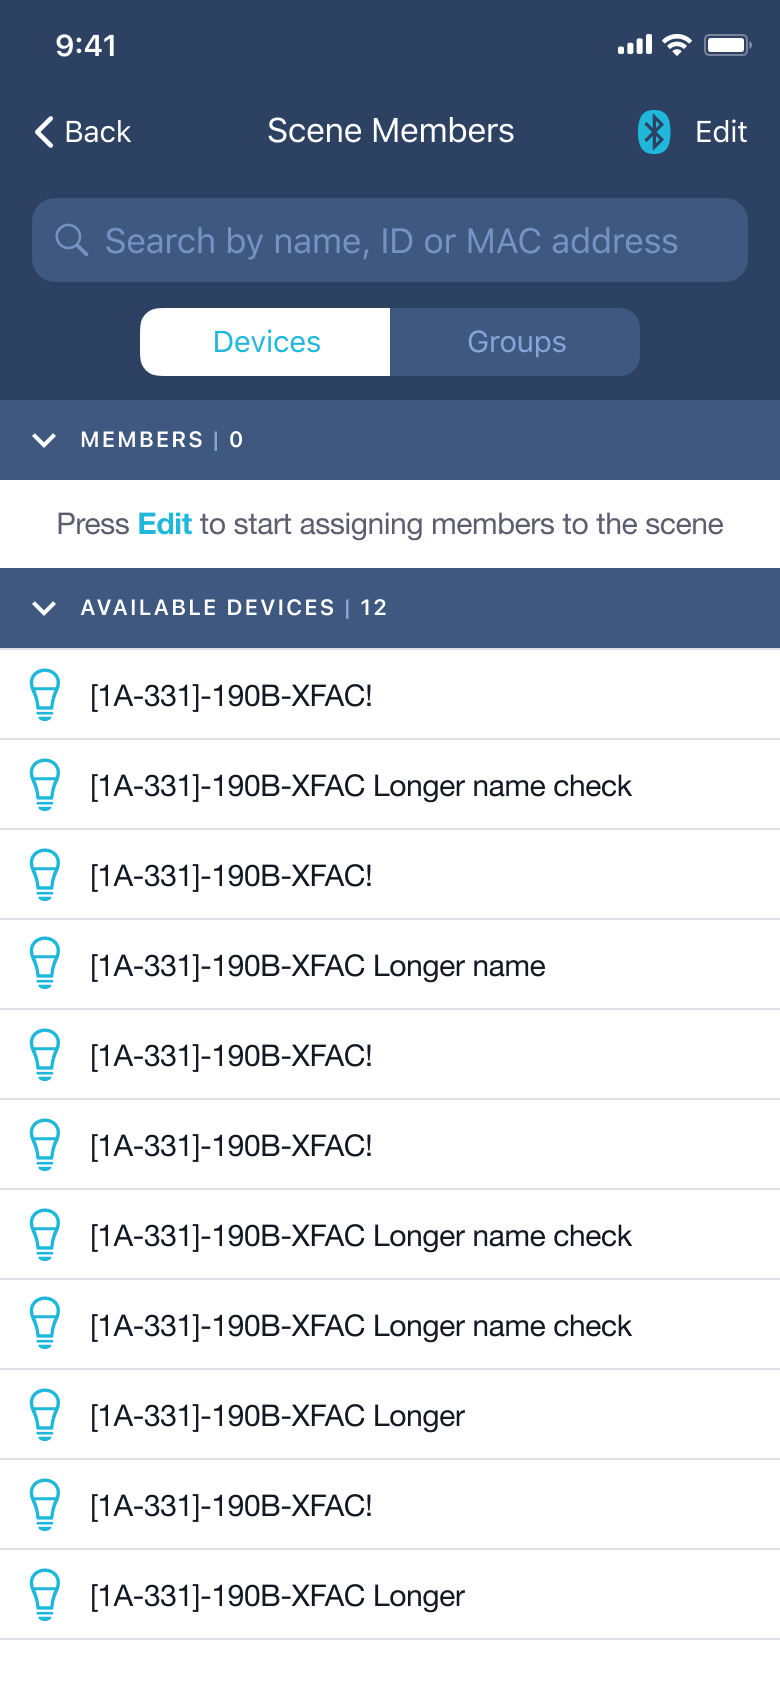 9:41
Back Scene Members Edit
Search by name, ID or MAC address
Devices Groups
MEMBERS | 0
Press Edit to start assigning members to the scene
AVAILABLE DEVICES | 12
[1A-331]-190B-XFAC!
[1A-331]-190B-XFAC Longer name check
[1A-331]-190B-XFAC!
[1A-331]-190B-XFAC Longer name
[1A-331]-190B-XFAC!
[1A-331]-190B-XFAC!
[1A-331]-190B-XFAC Longer name check
[1A-331]-190B-XFAC Longer name check
[1A-331]-190B-XFAC Longer
[1A-331]-190B-XFAC!
[1A-331]-190B-XFAC Longer